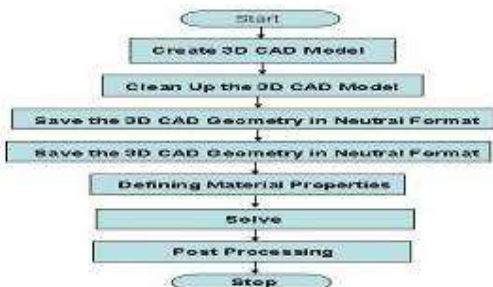 Start
Create 3D CAD Model
Clean Up the 3D CAD Model
Save the 3D CAD Geometry in Neutral Format
Save the 3D CAD Geometry in Neutral Format
Defining Material Properties
Solve
Post Processing
Stop